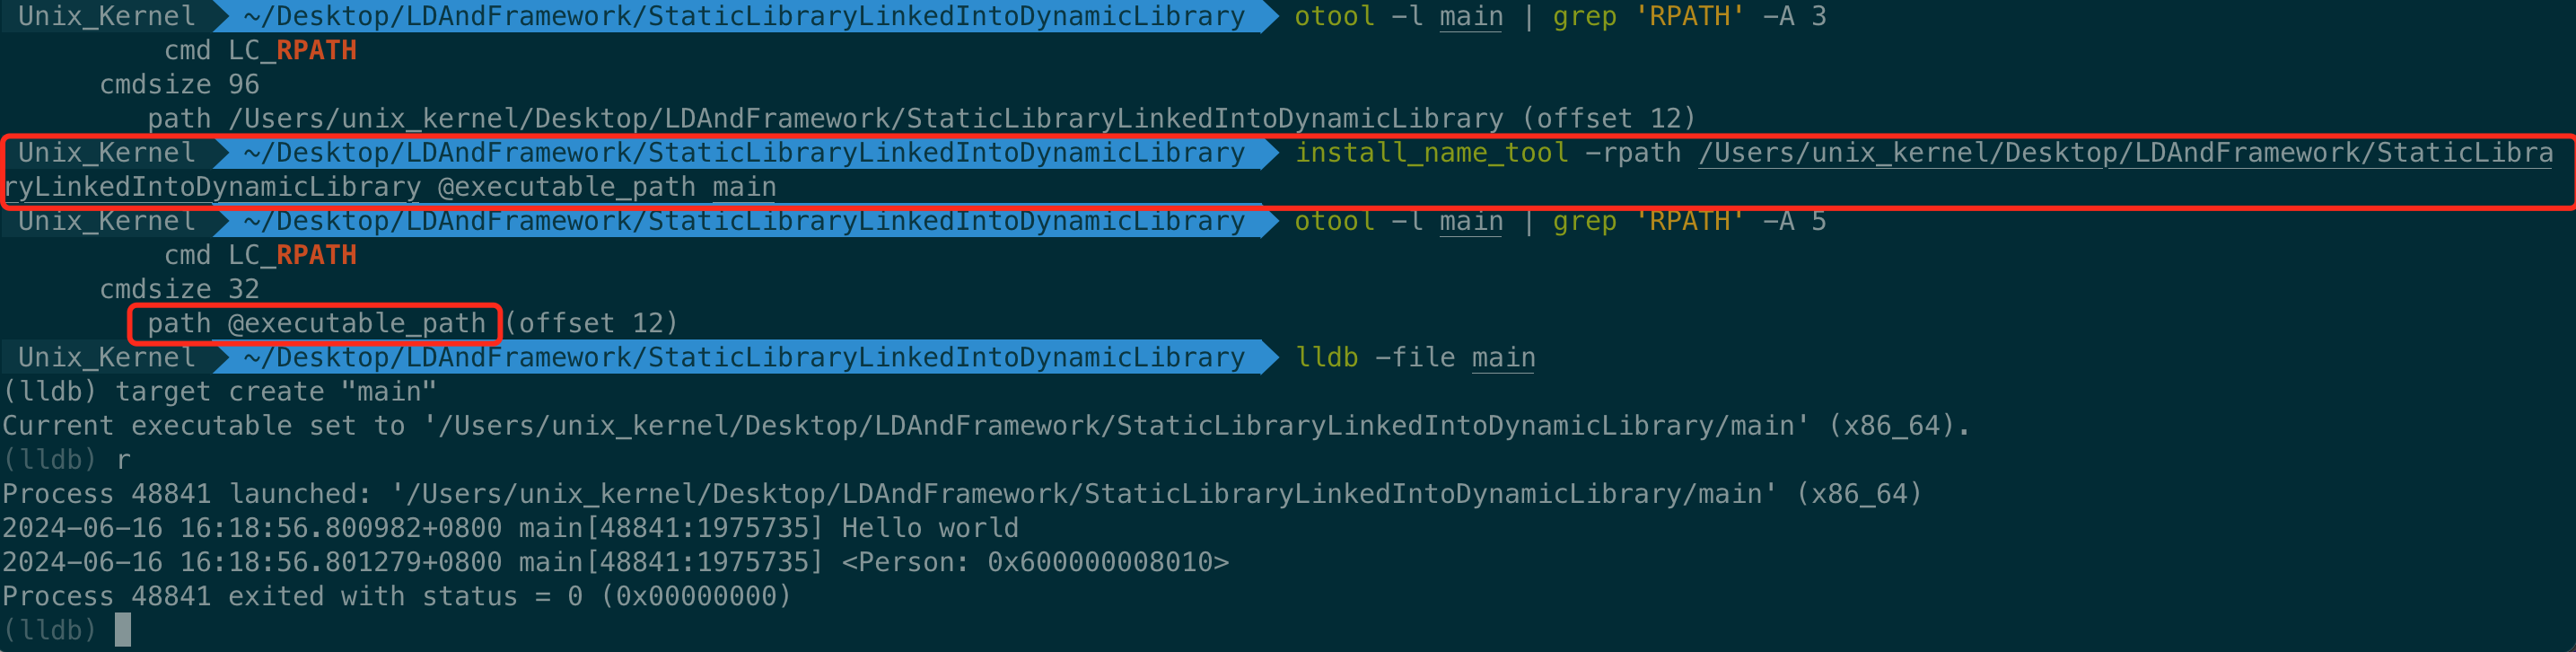 Unix_Kernel ~/Desktop/LDAndFramework/StaticLibraryLinkedIntoDynamicLibrary otool -l main | grep 'RPATH' -A 3
cmd LC_RPATH
cmdsize 96
path /Users/unix_kernel/Desktop/LDAndFramework/StaticLibraryLinkedIntoDynamicLibrary (offset 12)
Unix_Kernel ~/Desktop/LDAndFramework/StaticLibraryLinkedIntoDynamicLibrary install_name_tool -rpath /Users/unix_kernel/Desktop/LDAndFramework/StaticLibra
ryLinkedIntoDynamicLibrary @executable_path main
Unix_Kernel ~/Desktop/LDAndFramework/StaticLibraryLinkedIntoDynamicLibrary otool -l main | grep 'RPATH' -A 5
cmd LC_RPATH
cmdsize 32
path @executable_path (offset 12)
Unix_Kernel ~/Desktop/LDAndFramework/StaticLibraryLinkedIntoDynamicLibrary lldb -file main
(lldb) target create "main"
Current executable set to '/Users/unix_kernel/Desktop/LDAndFramework/StaticLibraryLinkedIntoDynamicLibrary/main' (x86_64).
(lldb) r
Process 48841 launched: '/Users/unix_kernel/Desktop/LDAndFramework/StaticLibraryLinkedIntoDynamicLibrary/main' (x86_64)
2024-06-16 16:18:56.800982+0800 main[48841:1975735] Hello world
2024-06-16 16:18:56.801279+0800 main[48841:1975735] <Person: 0x600000008010>
Process 48841 exited with status = 0 (0x00000000)
(lldb)